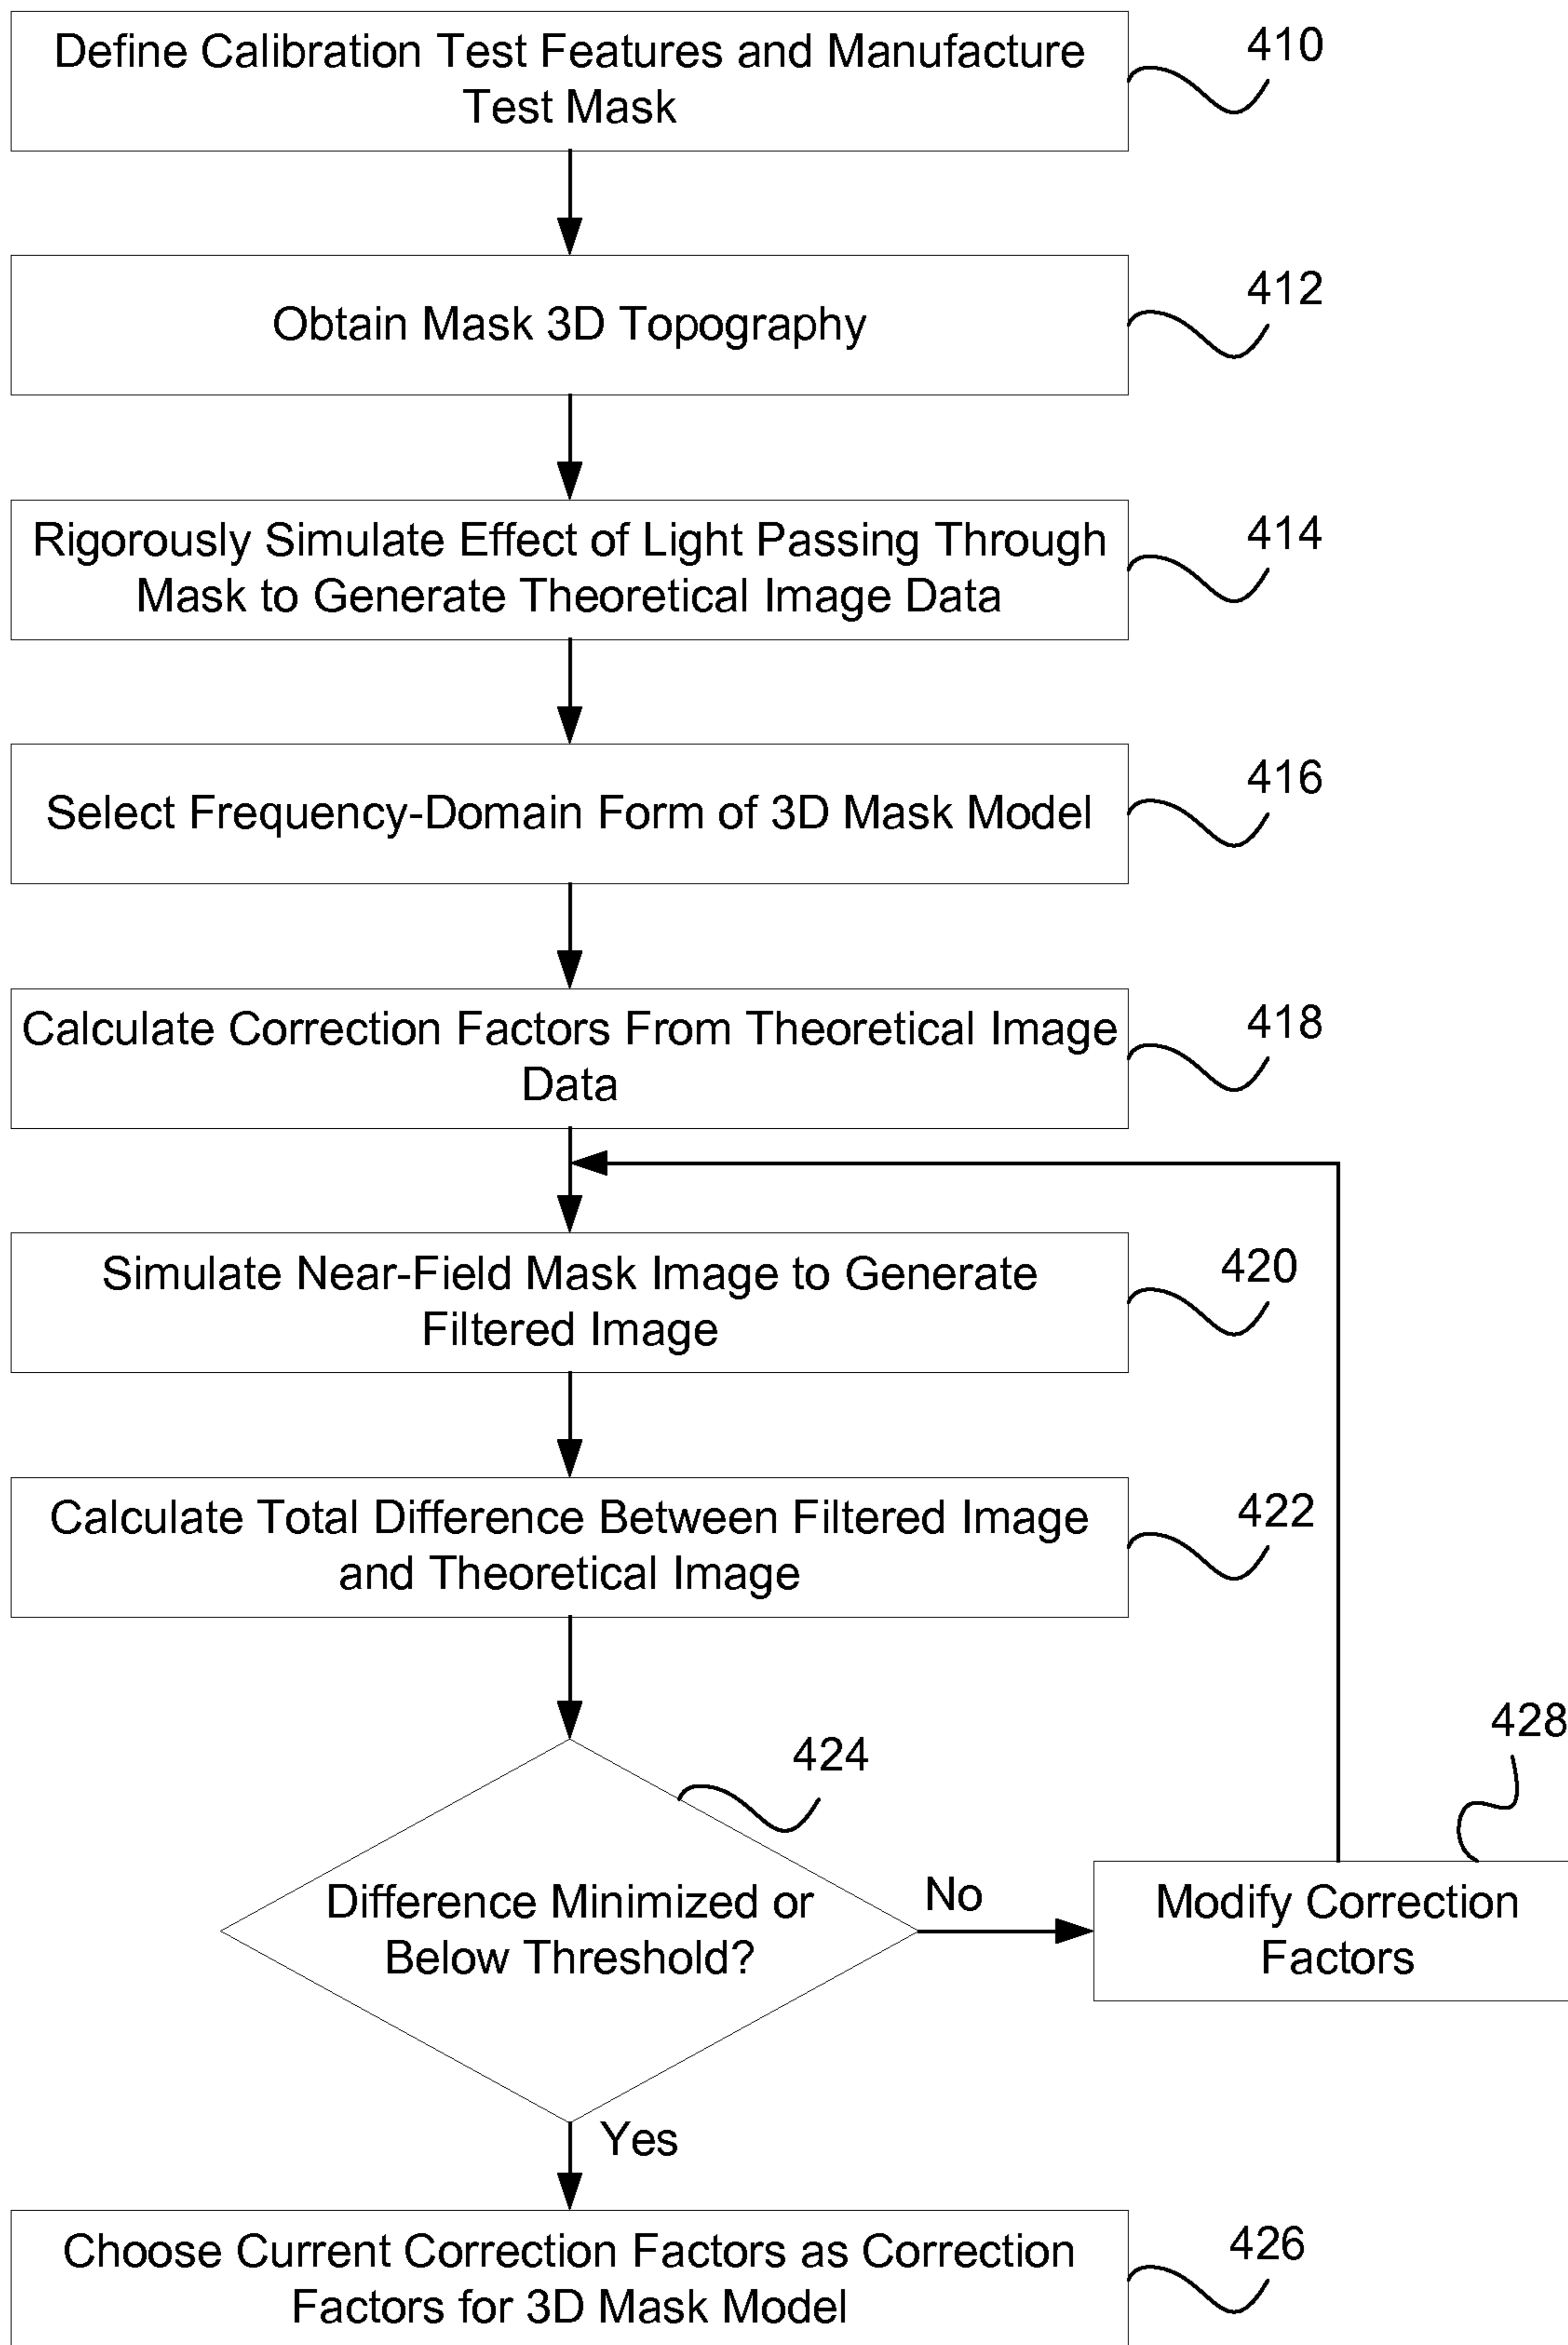 Define Calibration Test Features and Manufacture
Test Mask
410
Obtain Mask 3D Topography
412
Rigorously Simulate Effect of Light Passing Through
Mask to Generate Theoretical Image Data
414
Select Frequency-Domain Form of 3D Mask Model
416
Calculate Correction Factors From Theoretical Image
Data
418
Simulate Near-Field Mask Image to Generate
Filtered Image
420
Calculate Total Difference Between Filtered Image
and Theoretical Image
422
Difference Minimized or
Below Threshold?
424
No
Modify Correction
Factors
428
Yes
Choose Current Correction Factors as Correction
Factors for 3D Mask Model
426